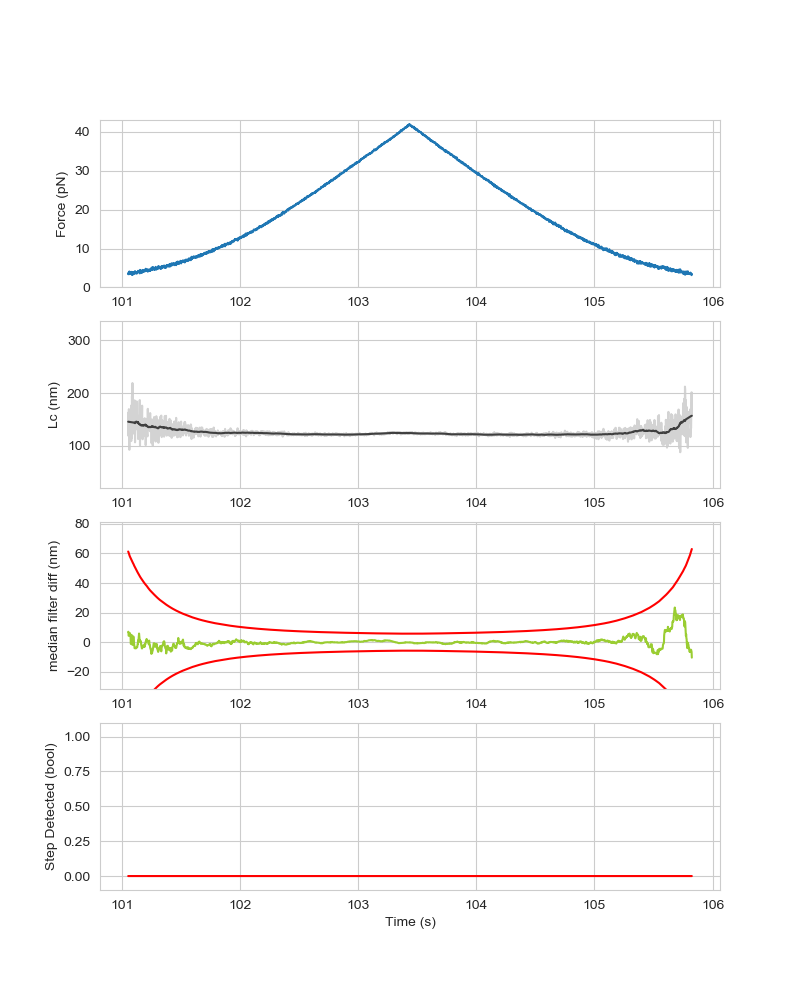 40
30
20
10
0
Force (pN)
101 102 103 104 105 106
300
200
100
Lc (nm)
101 102 103 104 105 106
80
60
40
20
0
−20
median filter diff (nm)
101 102 103 104 105 106
1.00
0.75
0.50
0.25
0.00
Step Detected (bool)
101 102 103 104 105 106
Time (s)